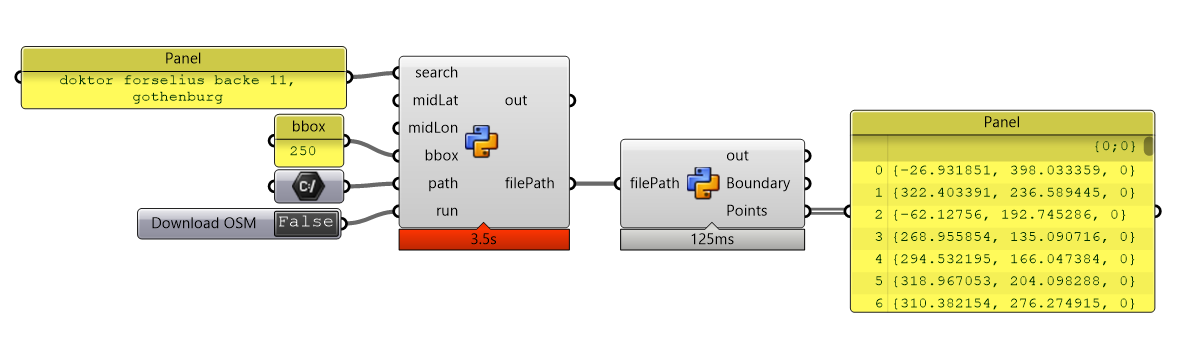 Panel
doktor forselius backe 11,
gothenburg
bbox
250
C:/
Download OSM False
search
midLat
midLon
bbox
path
run
out
filePath
3.5s
filePath
out
Boundary
Points
125ms
Panel
{0;0}
0 {-26.931851, 398.033359, 0}
1 {322.403391, 236.589445, 0}
2 {-62.12756, 192.745286, 0}
3 {268.955854, 135.090716, 0}
4 {294.532195, 166.047384, 0}
5 {318.967053, 204.098288, 0}
6 {310.382154, 276.274915, 0}